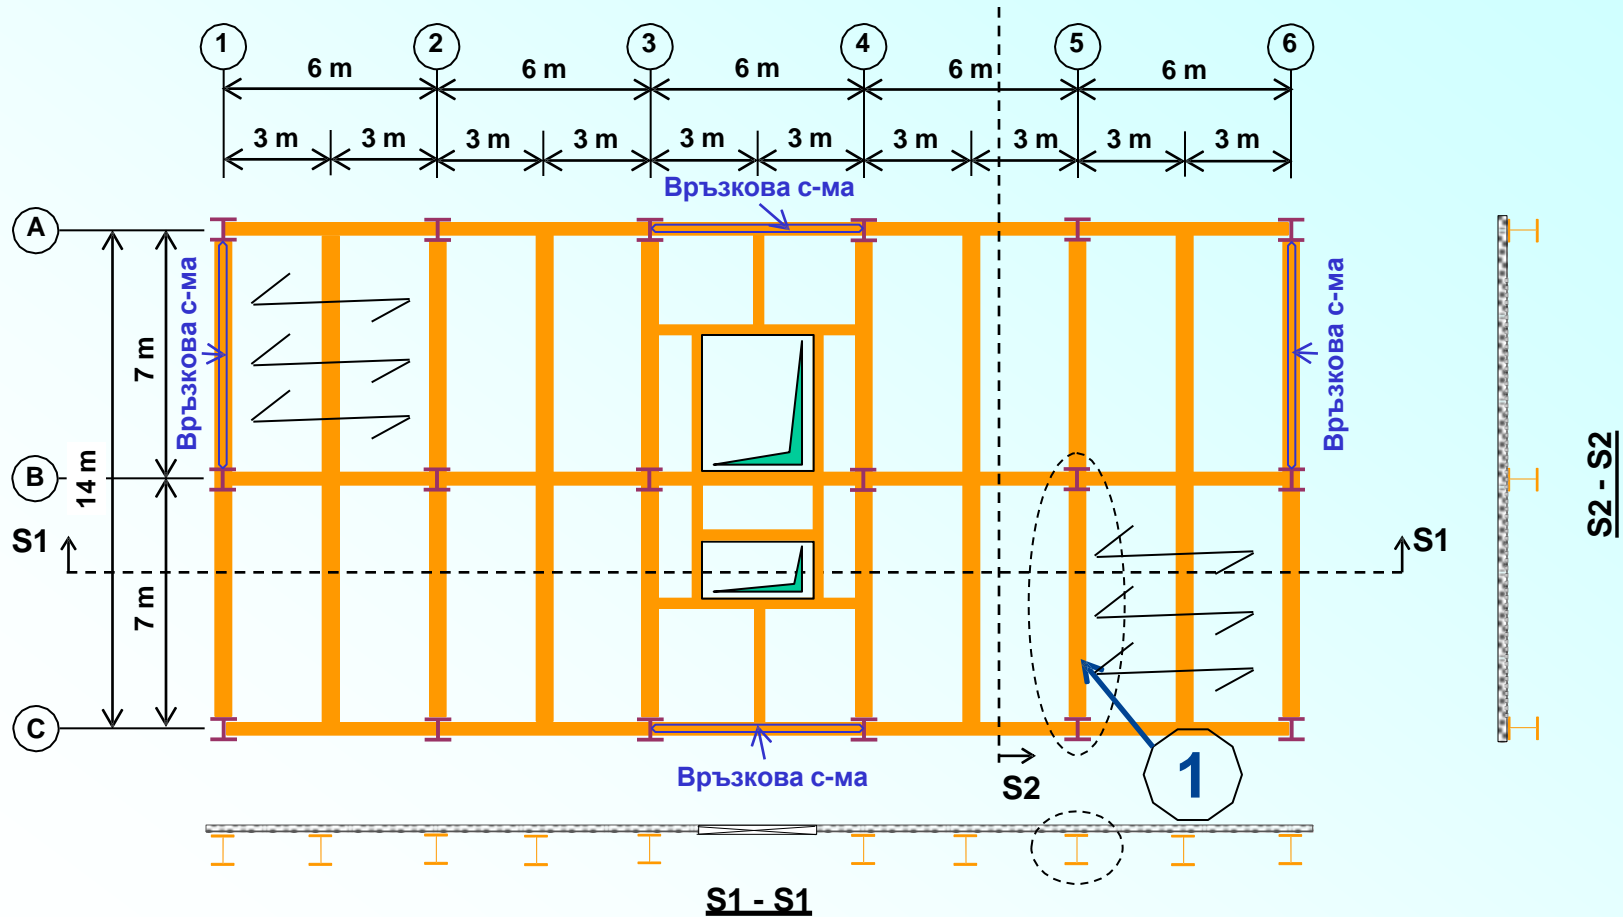 1 2 3 4 5 6
6 m 6 m 6 m 6 m 6 m
3 m 3 m 3 m 3 m 3 m 3 m 3 m 3 m 3 m 3 m
Връзкова с-ма
A
Връзкова с-ма
Връзкова с-ма
7 m
14 m
B
S1
S1
7 m
C
Връзкова с-ма
S2
1
S1 - S1
S2 - S2